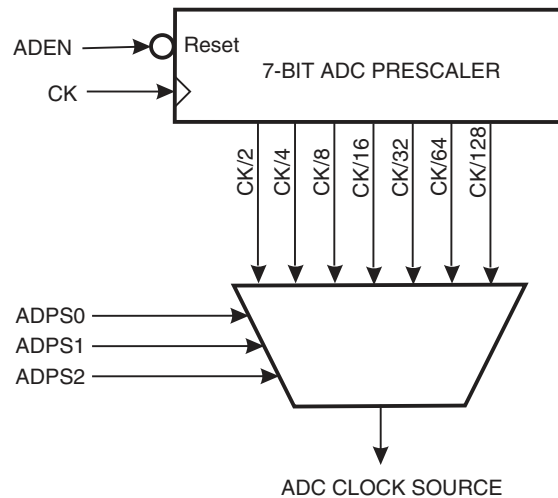 ADEN
Reset
7-BIT ADC PRESCALER
CK
CK/2
CK/4
CK/8
CK/16
CK/32
CK/64
CK/128
ADPS0
ADPS1
ADPS2
ADC CLOCK SOURCE